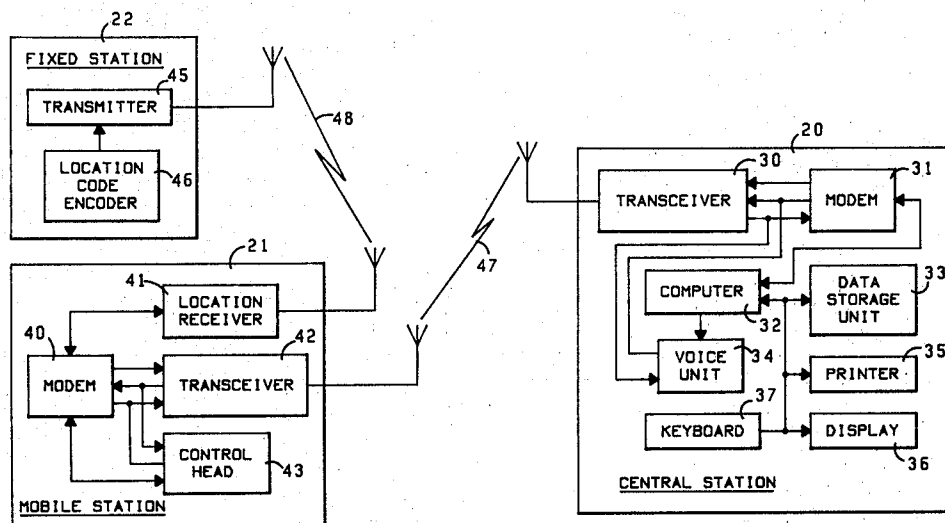 22
FIXED STATION
45
TRANSMITTER
LOCATION
CODE
ENCODER
46
48
47
21
41
LOCATION
RECEIVER
40
MODEM
42
TRANSCEIVER
CONTROL
HEAD
43
MOBILE STATION
20
30
TRANSCEIVER
31
MODEM
COMPUTER
32
33
DATA
STORAGE
UNIT
VOICE
UNIT
34
35
PRINTER
37
KEYBOARD
DISPLAY
36
CENTRAL STATION